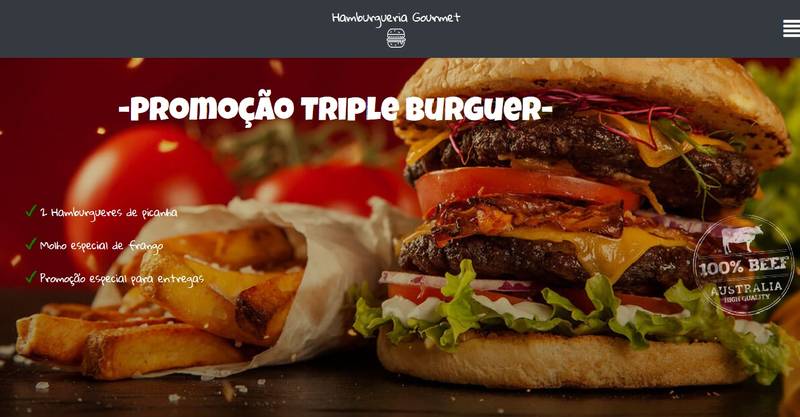 Hamburgueria Gourmet
-Promoção Triple Burguer-
2 Hamburgueres de picanha
Molho especial de frango
Promoção especial para entregas
100% BEEF
AUSTRALIA
HIGH QUALITY